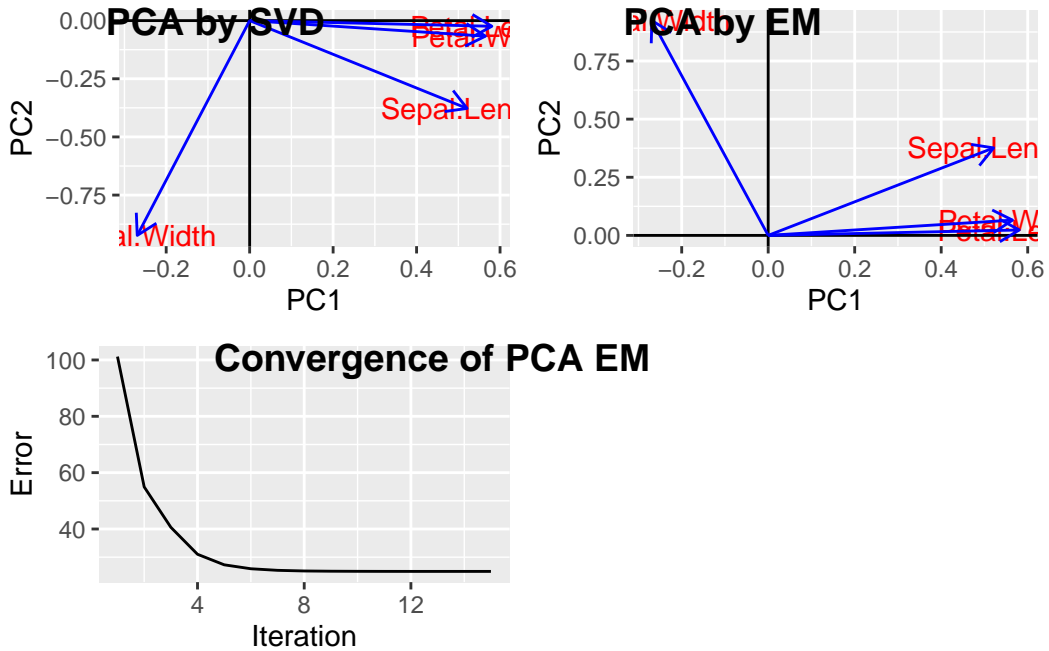 PCA by SVD
0.00
−0.25
−0.50
−0.75
PC2
Sepal.Len
al.Width
−0.2 0.0 0.2 0.4 0.6
PC1
PCA by EM
0.75
0.50
0.25
0.00
PC2
Sepal.Len
Petal.W
−0.2 0.0 0.2 0.4 0.6
PC1
Convergence of PCA EM
100
80
60
40
Error
4 8 12
Iteration